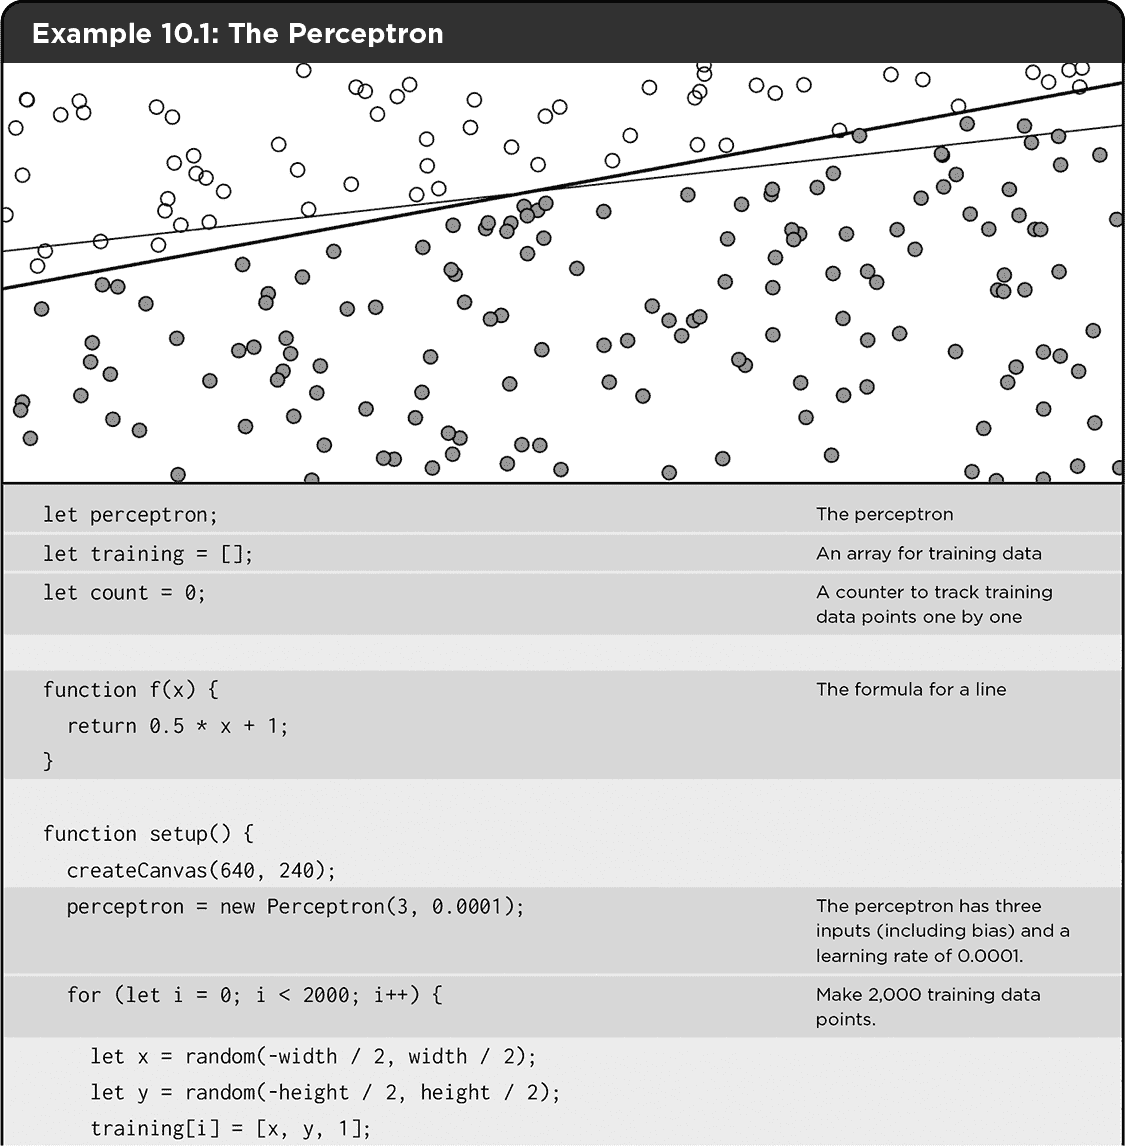 Example 10.1: The Perceptron
let perceptron;
The perceptron
let training = [];
An array for training data
let count = 0;
A counter to track training
data points one by one
function f(x) {
The formula for a line
return 0.5 * x + 1;
}
function setup() {
createCanvas(640, 240);
perceptron = new Perceptron(3, 0.0001);
The perceptron has three
inputs (including bias) and a
learning rate of 0.0001.
for (let i = 0; i < 2000; i++) {
Make 2,000 training data
points.
let x = random(-width / 2, width / 2);
let y = random(-height / 2, height / 2);
training[i] = [x, y, 1];